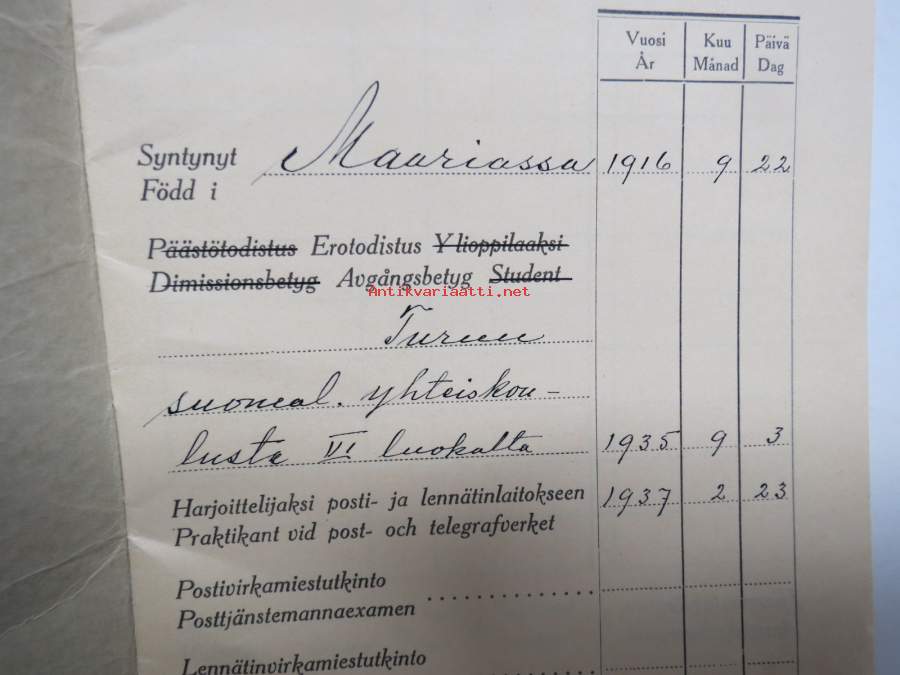 Vuosi Kuu Päivä
År Månad Dag
Syntynyt Maariassa 1916 9 22
Född i
Päästötodistus Erotodistus Ylioppilaaksi
Dimissionsbetyg Avgångsbetyg Student
Antikvariaatti.net
Turun
suomal. yhteiskou-
lusta VI luokalta 1935 9 3
Harjoittelijaksi posti- ja lennätinlaitokseen 1937 2 23
Praktikant vid post- och telegrafverket
Postivirkamiestutkinto
Posttjänstemannaexamen
Lennätinvirkamiestutkinto